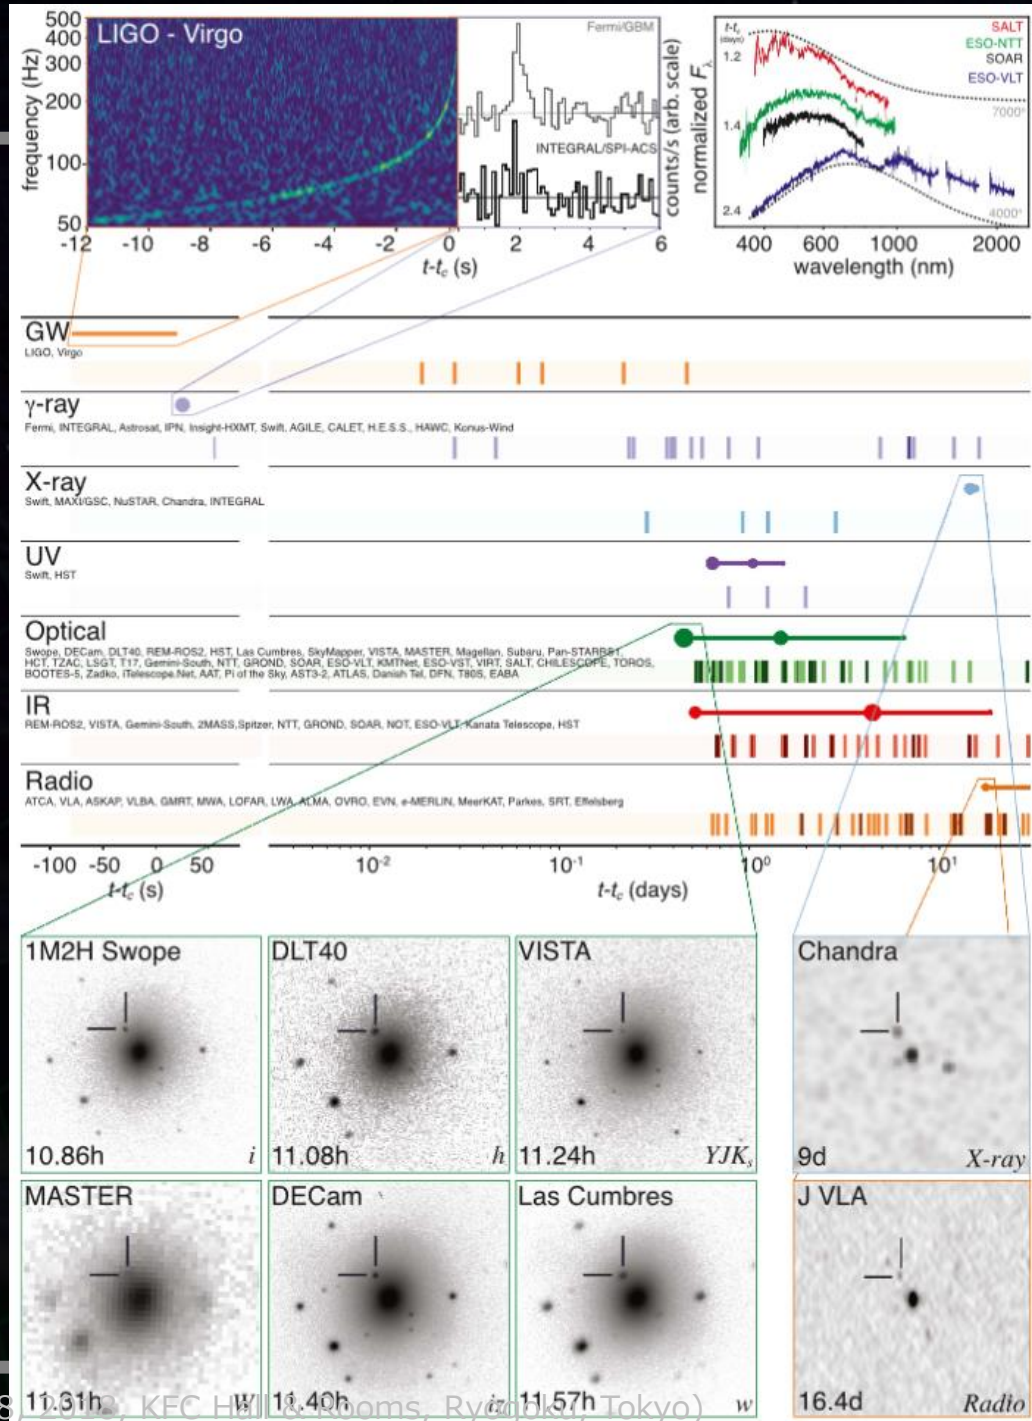 LIGO - Virgo
frequency (Hz)
500
400
300
200
100
50
-12 -10 -8 -6 -4 -2 0 2 4 6
t-tc (s)
Fermi/GBM
INTEGRAL/SPI-ACS
counts/s (arb. scale)
normalized Fλ
t-tc
(days)
1.2
1.4
2.4
SALT
ESO-NTT
SOAR
ESO-VLT
7000°
4000°
400 600 1000 2000
wavelength (nm)
GW
LIGO, Virgo
γ-ray
Fermi, INTEGRAL, Astrosat, IPN, Insight-HXMT, Swift, AGILE, CALET, H.E.S.S., HAWC, Konus-Wind
X-ray
Swift, MAXI/GSC, NuSTAR, Chandra, INTEGRAL
UV
Swift, HST
Optical
Swope, DECam, DLT40, REM-ROS2, HST, Las Cumbres, SkyMapper, VISTA, MASTER, Magellan, Subaru, Pan-STARRS1,
HCT, TZAC, LSGT, T17, Gemini-South, NTT, GROND, SOAR, ESO-VLT, KMTNet, ESO-VST, VIRT, SALT, CHILESCOPE, TOROS,
BOOTES-5, Zadko, iTelescope.Net, AAT, Pi of the Sky, AST3-2, ATLAS, Danish Tel, DFN, T80S, EABA
IR
REM-ROS2, VISTA, Gemini-South, 2MASS,Spitzer, NTT, GROND, SOAR, NOT, ESO-VLT, Kanata Telescope, HST
Radio
ATCA, VLA, ASKAP, VLBA, GMRT, MWA, LOFAR, LWA, ALMA, OVRO, EVN, e-MERLIN, MeerKAT, Parkes, SRT, Effelsberg
-100 -50 0 50 10⁻² 10⁻¹ 10⁰ 10¹
t-tc (s) t-tc (days)
1M2H Swope
10.86h i
DLT40
11.08h h
VISTA
11.24h YJKs
Chandra
9d X-ray
MASTER
11.31h W
DECam
11.40h iz
Las Cumbres
11.57h w
J VLA
16.4d Radio
KFC Hall & Rooms, Ryogoku, Tokyo)